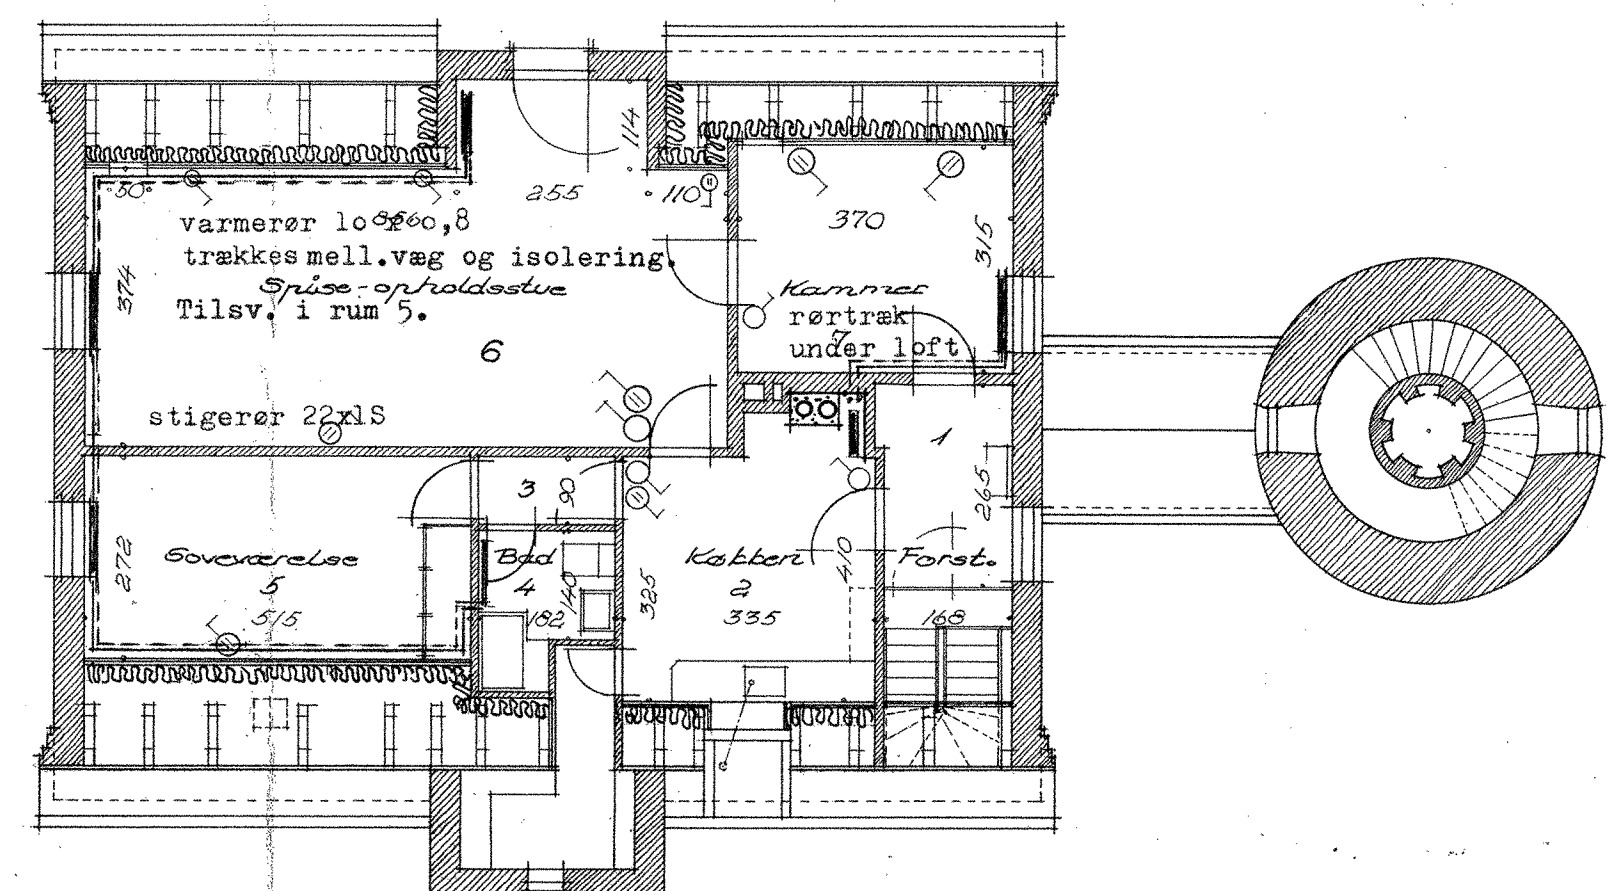 114
50
255
110
varmerør 10 0,8
370
315
trækkes mell.væg og isolering.
374
Spise-opholdsstue
Kammer
Tilsv. i rum 5.
rørtræk
7
under loft
6
stigerør 22x1S
1
3
90
265
Soveværelse
5
272
515
Bad
4
140
182
Køkken
2
325
335
410
Forst.
168